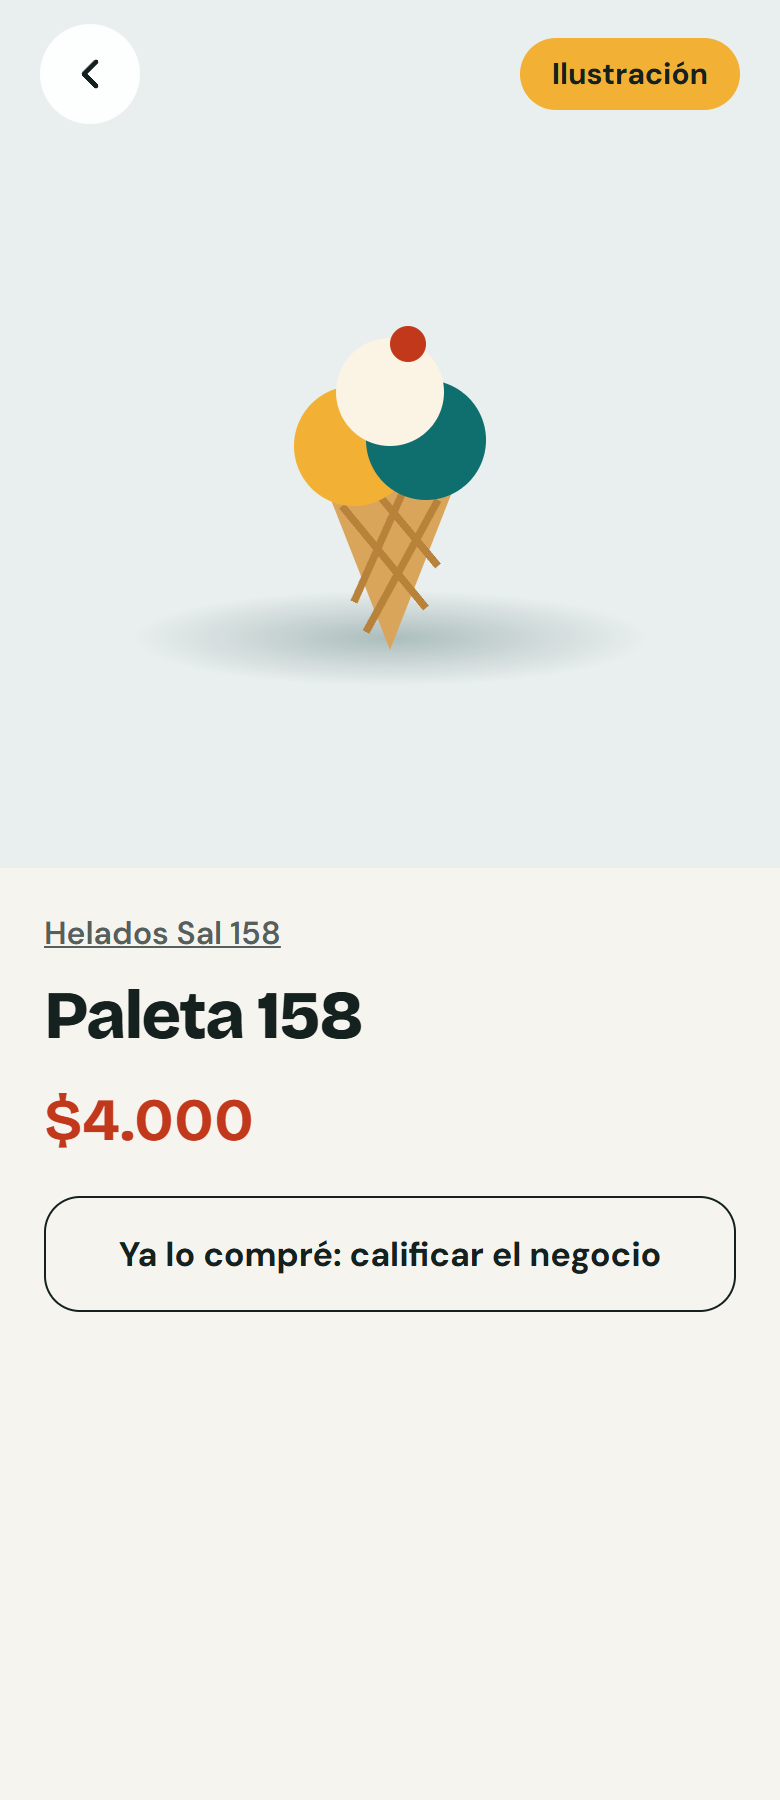 Ilustración
Helados Sal 158
Paleta 158
$4.000
Ya lo compré: calificar el negocio